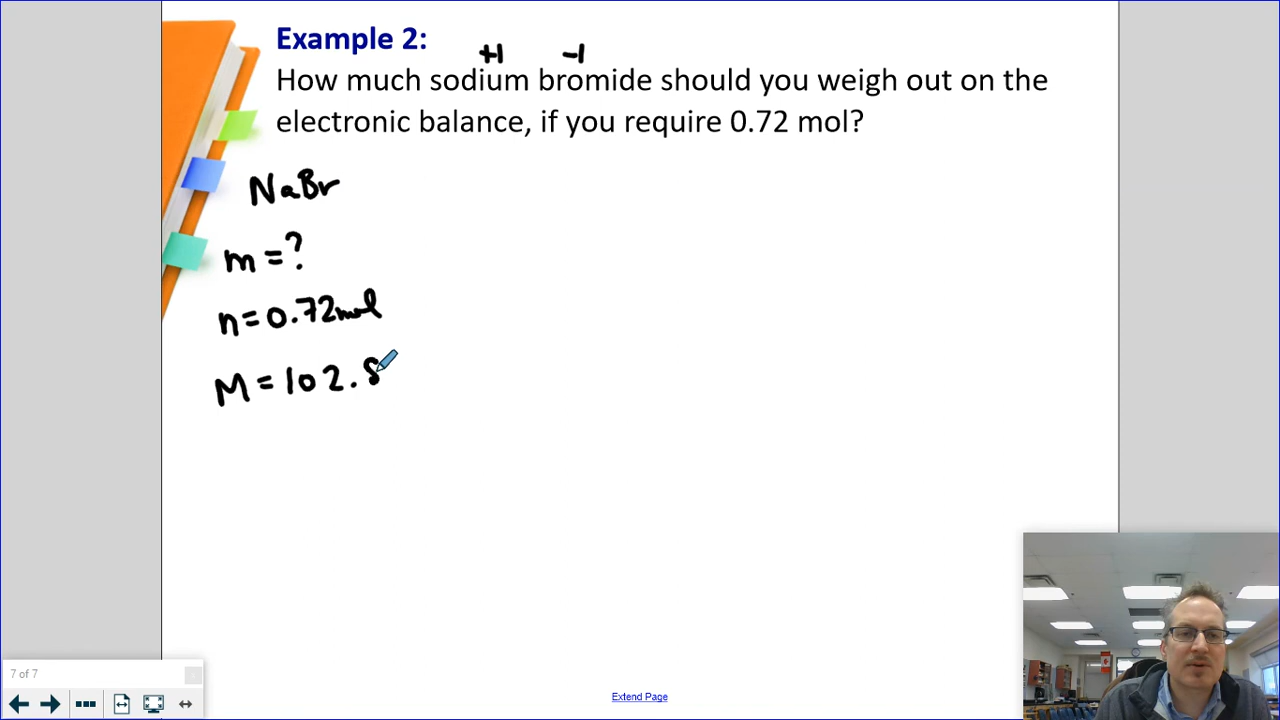 Example 2:
+1 -1
How much sodium bromide should you weigh out on the
electronic balance, if you require 0.72 mol?
NaBr
m = ?
n = 0.72 mol
M = 102.8
7 of 7
Extend Page